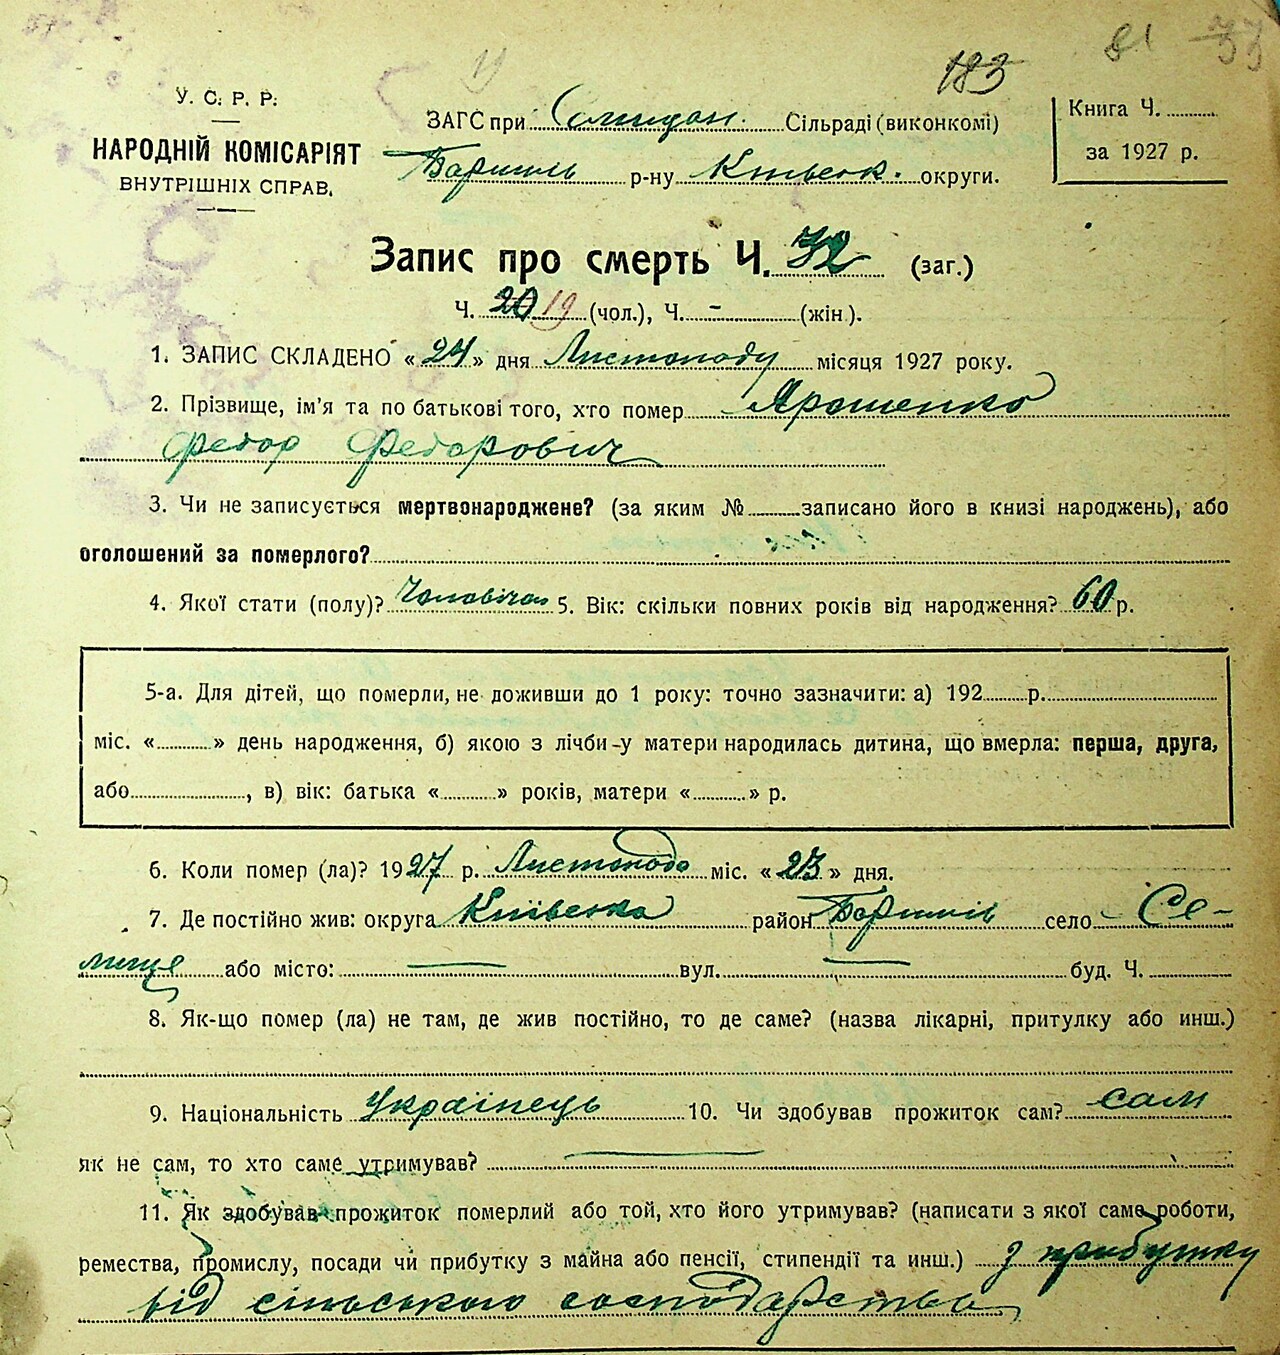 183
У. С. Р. Р.
НАРОДНІЙ КОМІСАРІЯТ
ВНУТРІШНІХ СПРАВ.
ЗАГС при Селищан. Сільраді (виконкомі)
Баришль р-ну Київськ. округи.
Книга Ч.
за 1927 р.
Запис про смерть Ч. 72 (заг.)
Ч. 20 19 (чол.), Ч. - (жін).
1. ЗАПИС СКЛАДЕНО «24» дня Листопаду місяця 1927 року.
2. Прізвище, ім'я та по батькові того, хто помер Ярошенко
Федор Федорович
3. Чи не записується мертвонароджене? (за яким № записано його в книзі народжень), або
оголошений за померлого?
4. Якої стати (полу)? Чоловічої 5. Вік: скільки повних років від народження? 60 р.
5-а. Для дітей, що померли, не доживши до 1 року: точно зазначити: а) 192 р.
міс. « » день народження, б) якою з лічби-у матери народилась дитина, що вмерла: перша, друга,
або , в) вік: батька « » років, матери « » р.
6. Коли помер (ла)? 1927 р. Листопада міс. «23» дня.
7. Де постійно жив: округа Київська район Баришів село Се-
лище або місто: — вул. — буд. Ч.
8. Як-що помер (ла) не там, де жив постійно, то де саме? (назва лікарні, притулку або инш.)
9. Національність Українець 10. Чи здобував прожиток сам? сам
як не сам, то хто саме утримував? —
11. Як здобував прожиток померлий або той, хто його утримував? (написати з якої саме роботи,
ремества, промислу, посади чи прибутку з майна або пенсії, стипендії та инш.) з прибутку
від сільського господарства